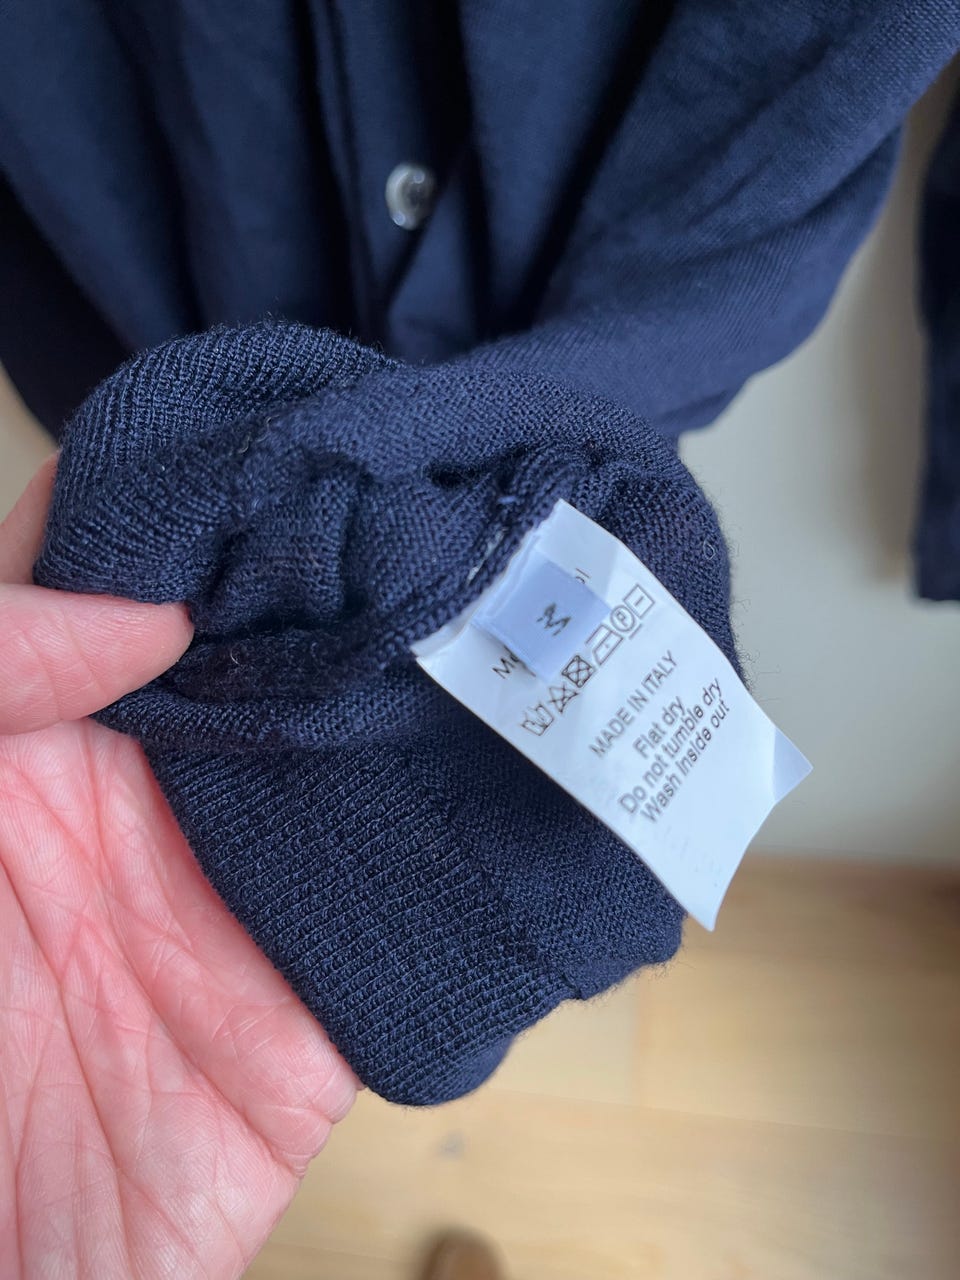 M
MADE IN ITALY
Flat dry
Do not tumble dry
Wash inside out